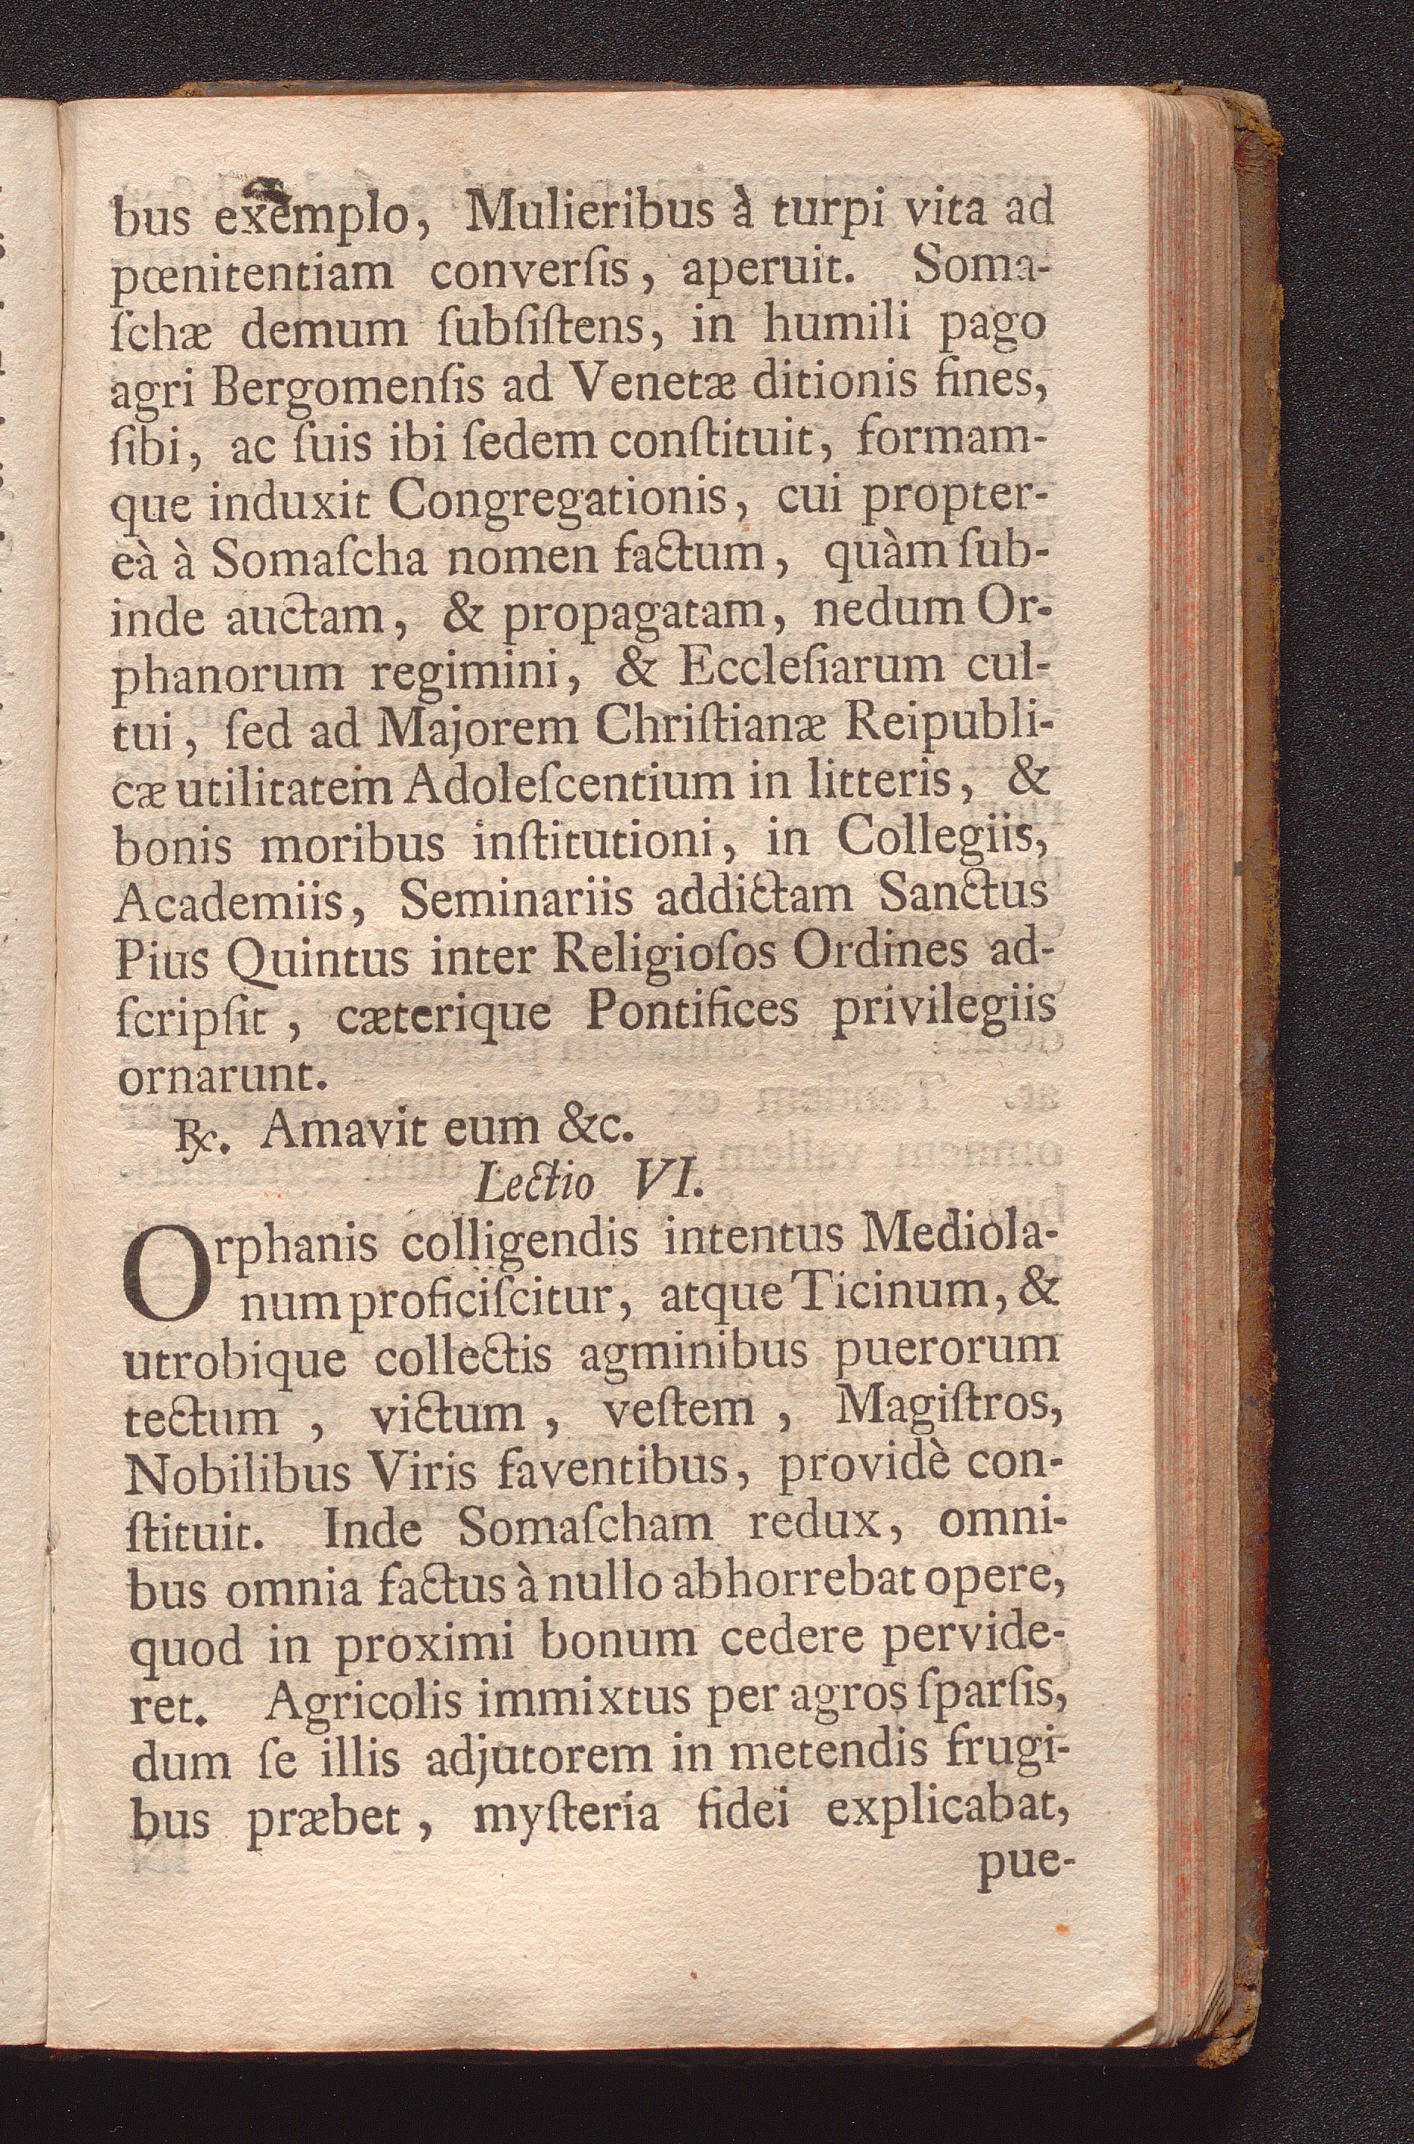 bus exemplo, Mulieribus à turpi vita ad
pœnitentiam converſis, aperuit. Soma-
ſchæ demum ſubſiſtens, in humili pago
agri Bergomenſis ad Venetæ ditionis fines,
ſibi, ac ſuis ibi ſedem conſtituit, formam-
que induxit Congregationis, cui propter-
eà à Somaſcha nomen factum, quàm ſub-
inde auctam, & propagatam, nedum Or-
phanorum regimini, & Eccleſiarum cul-
tui, ſed ad Majorem Chriſtianæ Reipubli-
cæ utilitatem Adoleſcentium in litteris, &
bonis moribus inſtitutioni, in Collegiis,
Academiis, Seminariis addictam Sanctus
Pius Quintus inter Religioſos Ordines ad-
ſcripſit, cæterique Pontifices privilegiis
ornarunt.
℞c. Amavit eum &c.
Lectio VI.
Orphanis colligendis intentus Mediola-
num proficiſcitur, atque Ticinum, &
utrobique collectis agminibus puerorum
tectum, victum, veſtem, Magiſtros,
Nobilibus Viris faventibus, providè con-
ſtituit. Inde Somaſcham redux, omni-
bus omnia factus à nullo abhorrebat opere,
quod in proximi bonum cedere pervide-
ret. Agricolis immixtus per agros ſparſis,
dum ſe illis adjutorem in metendis frugi-
bus præbet, myſteria fidei explicabat,
pue-